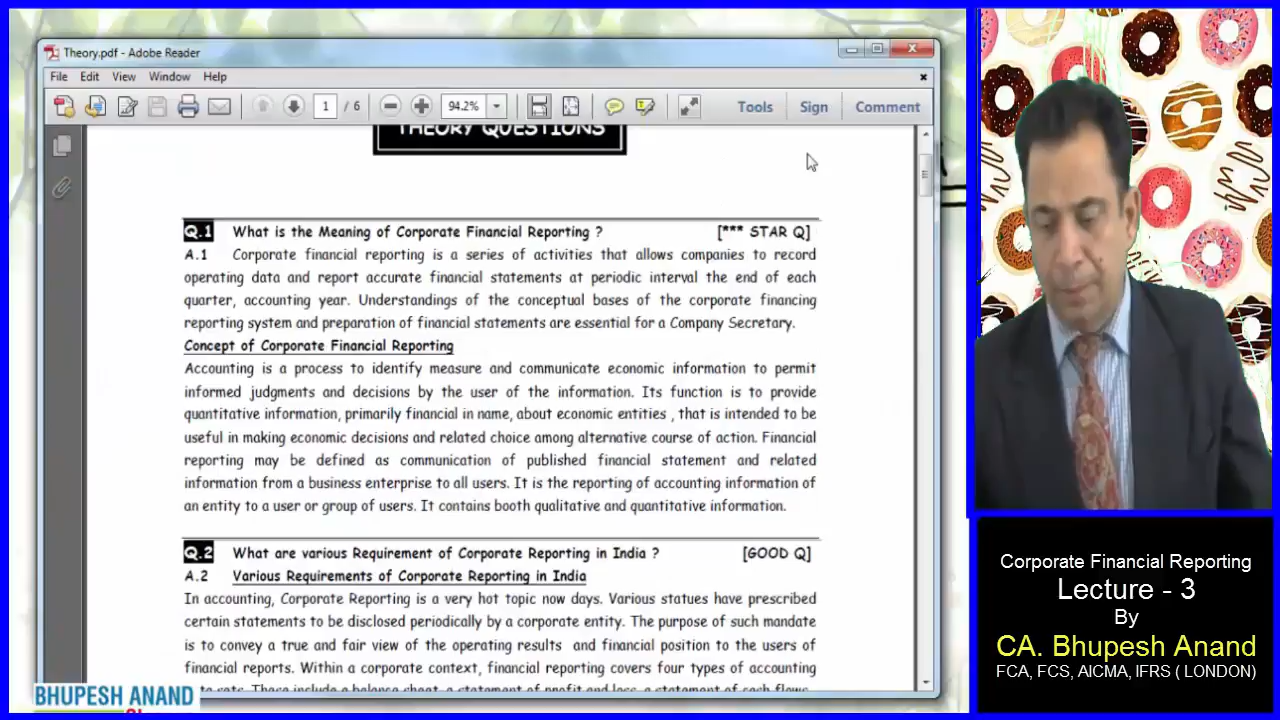 Theory.pdf - Adobe Reader
File Edit View Window Help
1 / 6 94.2% Tools Sign Comment
THEORY QUESTIONS
Q.1 What is the Meaning of Corporate Financial Reporting ? [*** STAR Q]
A.1 Corporate financial reporting is a series of activities that allows companies to record
operating data and report accurate financial statements at periodic interval the end of each
quarter, accounting year. Understandings of the conceptual bases of the corporate financing
reporting system and preparation of financial statements are essential for a Company Secretary.
Concept of Corporate Financial Reporting
Accounting is a process to identify measure and communicate economic information to permit
informed judgments and decisions by the user of the information. Its function is to provide
quantitative information, primarily financial in name, about economic entities , that is intended to be
useful in making economic decisions and related choice among alternative course of action. Financial
reporting may be defined as communication of published financial statement and related
information from a business enterprise to all users. It is the reporting of accounting information of
an entity to a user or group of users. It contains booth qualitative and quantitative information.
Q.2 What are various Requirement of Corporate Reporting in India ? [GOOD Q]
A.2 Various Requirements of Corporate Reporting in India
In accounting, Corporate Reporting is a very hot topic now days. Various statues have prescribed
certain statements to be disclosed periodically by a corporate entity. The purpose of such mandate
is to convey a true and fair view of the operating results and financial position to the users of
financial reports. Within a corporate context, financial reporting covers four types of accounting
These include a balance sheet, a statement of profit and loss, a statement of cash flows,
BHUPESH ANAND
Corporate Financial Reporting
Lecture - 3
By
CA. Bhupesh Anand
FCA, FCS, AICMA, IFRS ( LONDON)